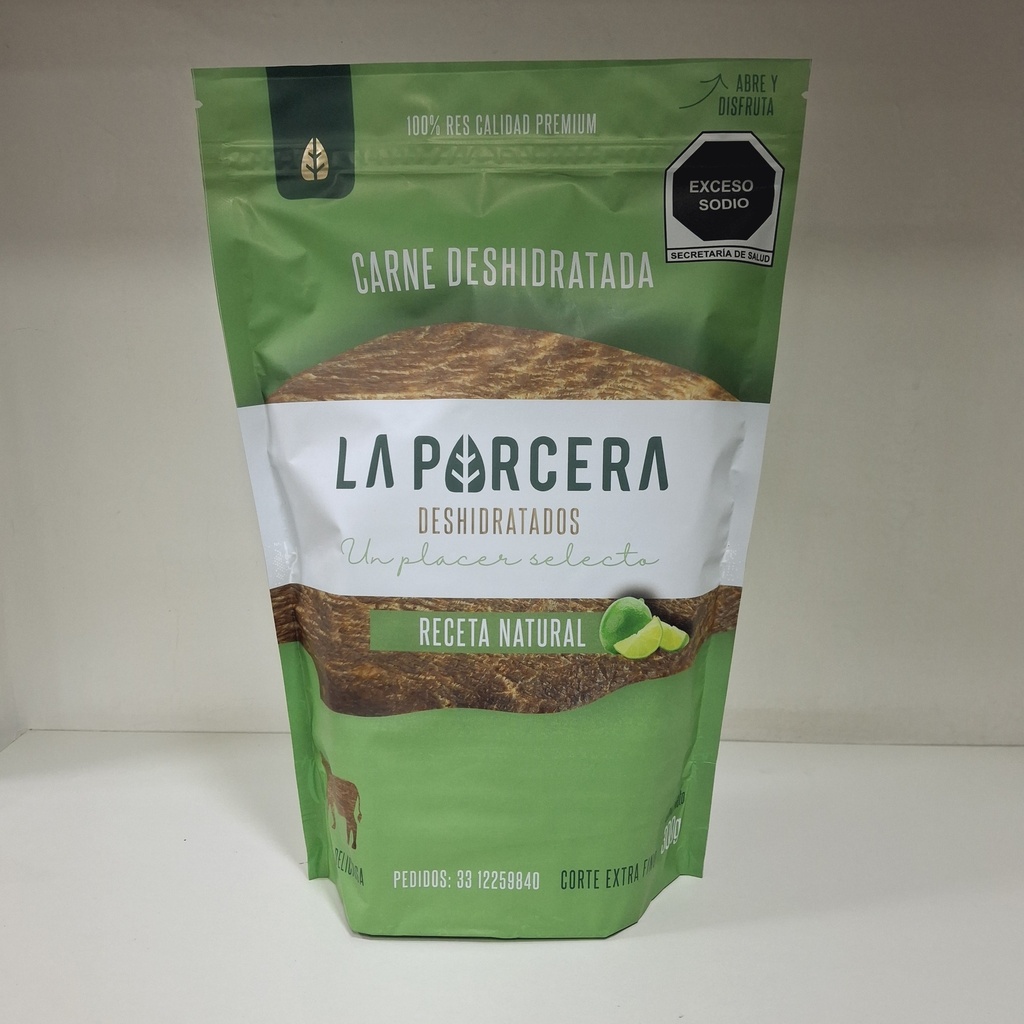 ABRE Y
DISFRUTA
100% RES CALIDAD PREMIUM
EXCESO
SODIO
SECRETARÍA DE SALUD
CARNE DESHIDRATADA
LA PORCERA
DESHIDRATADOS
Un placer selecto
RECETA NATURAL
PEDIDOS: 33 12259840
CORTE EXTRA